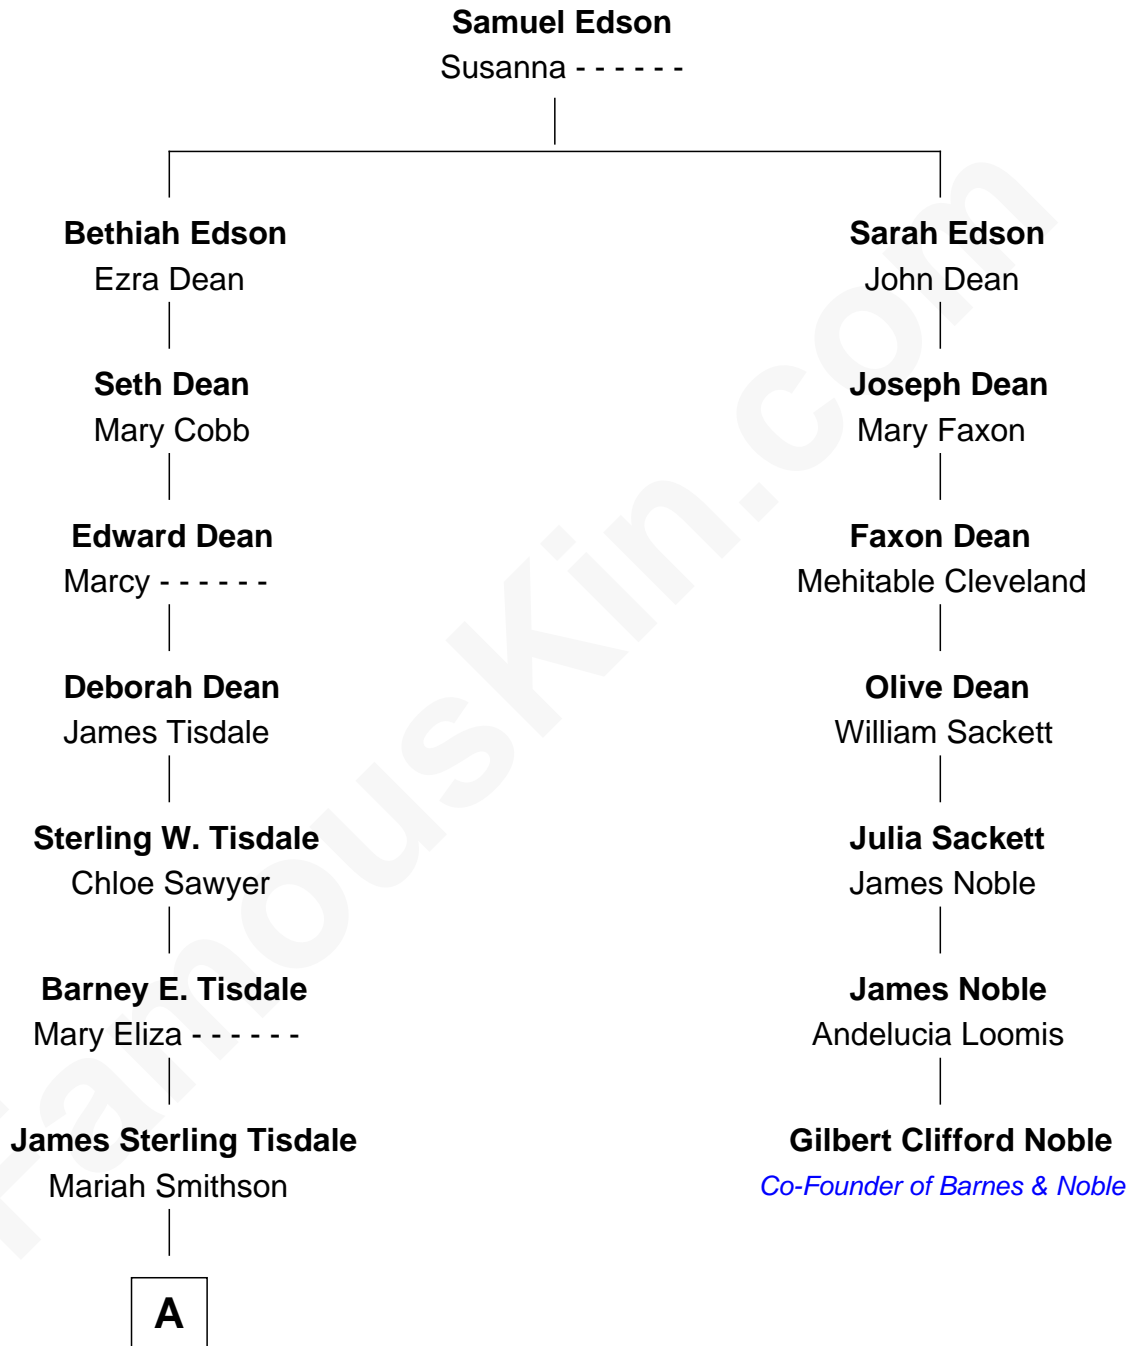 Samuel Edson
Susanna - - - - - -
Bethiah Edson
Ezra Dean
Seth Dean
Mary Cobb
Edward Dean
Marcy - - - - - -
Deborah Dean
James Tisdale
Sterling W. Tisdale
Chloe Sawyer
Barney E. Tisdale
Mary Eliza - - - - - -
James Sterling Tisdale
Mariah Smithson
A
Sarah Edson
John Dean
Joseph Dean
Mary Faxon
Faxon Dean
Mehitable Cleveland
Olive Dean
William Sackett
Julia Sackett
James Noble
James Noble
Andelucia Loomis
Gilbert Clifford Noble
Co-Founder of Barnes & Noble
FamousKin.com